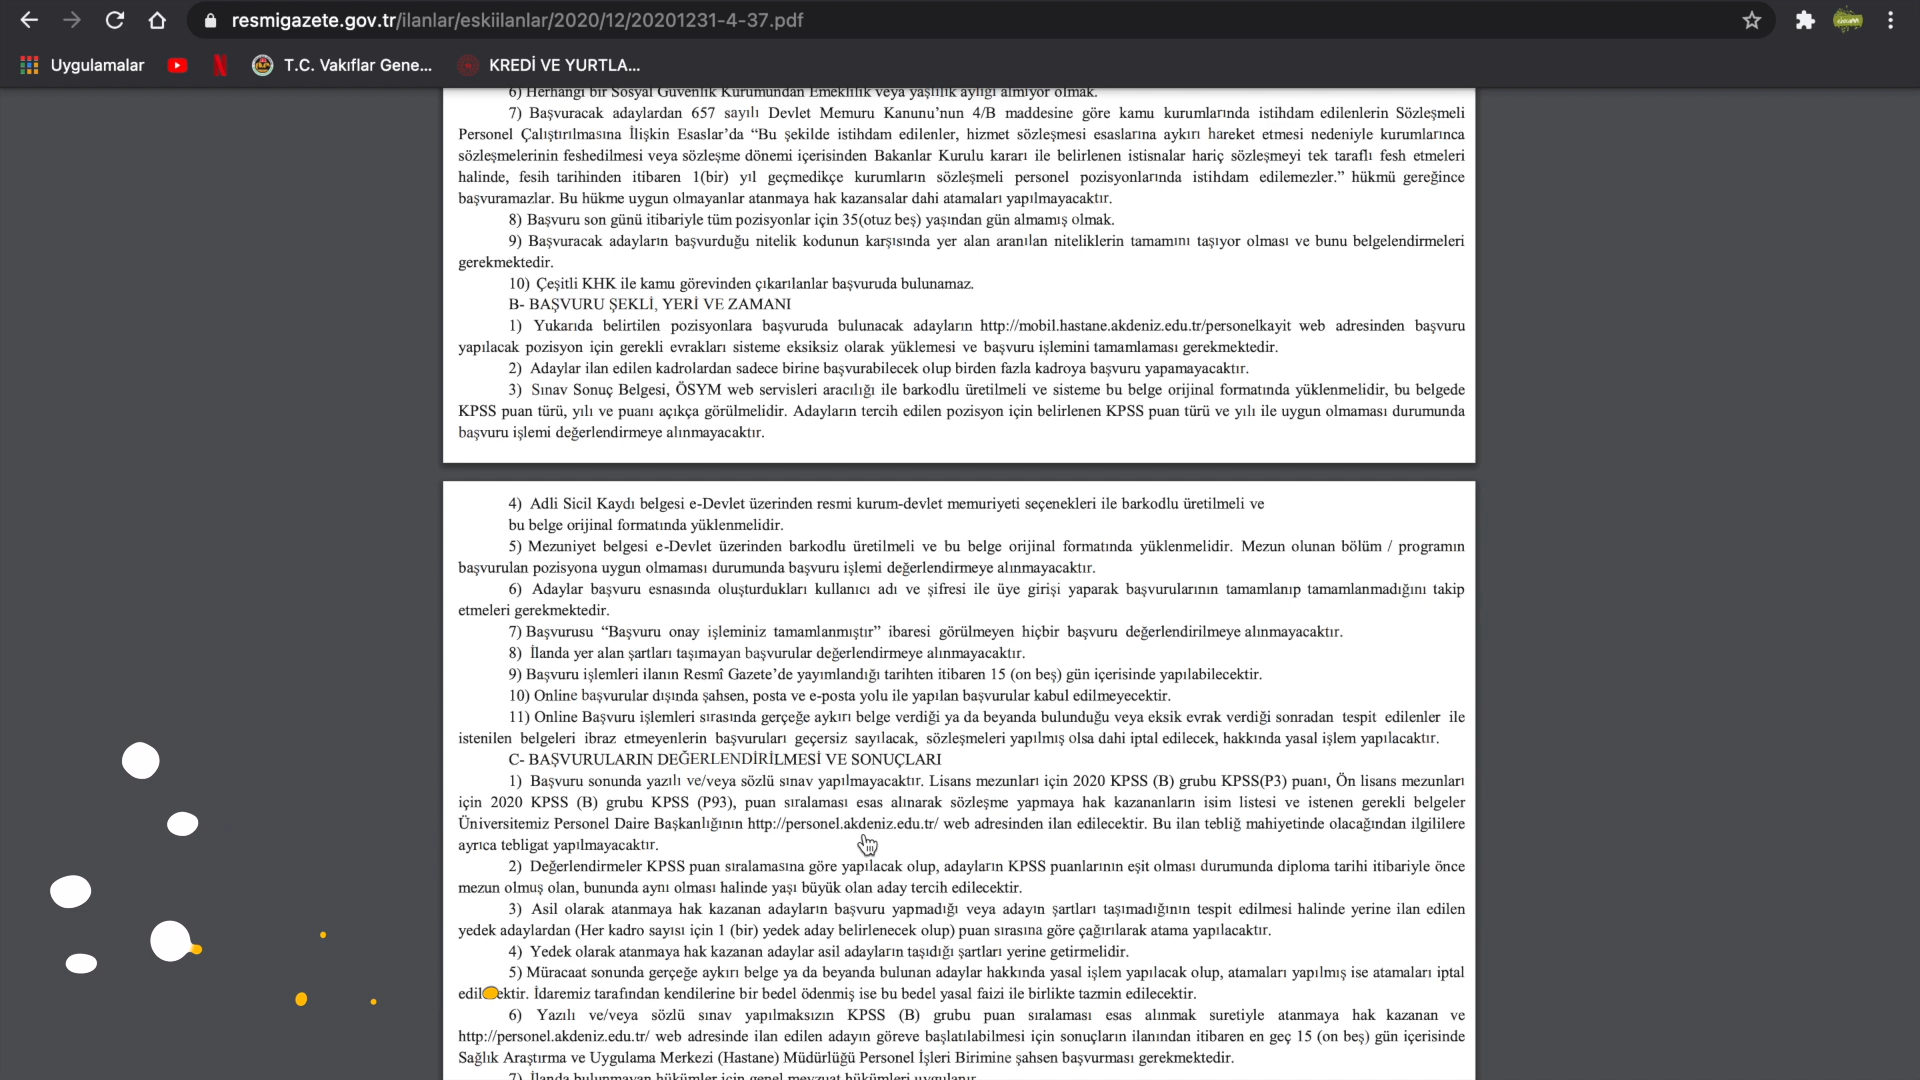 resmigazete.gov.tr/ilanlar/eskiilanlar/2020/12/20201231-4-37.pdf
Uygulamalar
T.C. Vakıflar Gene...
KREDİ VE YURTLA...
6) Herhangi bir Sosyal Güvenlik Kurumundan Emeklilik veya yaşlılık aylığı almıyor olmak.
7) Başvuracak adaylardan 657 sayılı Devlet Memuru Kanunu’nun 4/B maddesine göre kamu kurumlarında istihdam edilenlerin Sözleşmeli
Personel Çalıştırılmasına İlişkin Esaslar’da “Bu şekilde istihdam edilenler, hizmet sözleşmesi esaslarına aykırı hareket etmesi nedeniyle kurumlarınca
sözleşmelerinin feshedilmesi veya sözleşme dönemi içerisinden Bakanlar Kurulu kararı ile belirlenen istisnalar hariç sözleşmeyi tek taraflı fesh etmeleri
halinde, fesih tarihinden itibaren 1(bir) yıl geçmedikçe kurumların sözleşmeli personel pozisyonlarında istihdam edilemezler.” hükmü gereğince
başvuramazlar. Bu hükme uygun olmayanlar atanmaya hak kazansalar dahi atamaları yapılmayacaktır.
8) Başvuru son günü itibariyle tüm pozisyonlar için 35(otuz beş) yaşından gün almamış olmak.
9) Başvuracak adayların başvurduğu nitelik kodunun karşısında yer alan aranılan niteliklerin tamamını taşıyor olması ve bunu belgelendirmeleri
gerekmektedir.
10) Çeşitli KHK ile kamu görevinden çıkarılanlar başvuruda bulunamaz.
B- BAŞVURU ŞEKLİ, YERİ VE ZAMANI
1) Yukarıda belirtilen pozisyonlara başvuruda bulunacak adayların http://mobil.hastane.akdeniz.edu.tr/personelkayit web adresinden başvuru
yapılacak pozisyon için gerekli evrakları sisteme eksiksiz olarak yüklemesi ve başvuru işlemini tamamlaması gerekmektedir.
2) Adaylar ilan edilen kadrolardan sadece birine başvurabilecek olup birden fazla kadroya başvuru yapamayacaktır.
3) Sınav Sonuç Belgesi, ÖSYM web servisleri aracılığı ile barkodlu üretilmeli ve sisteme bu belge orijinal formatında yüklenmelidir, bu belgede
KPSS puan türü, yılı ve puanı açıkça görülmelidir. Adayların tercih edilen pozisyon için belirlenen KPSS puan türü ve yılı ile uygun olmaması durumunda
başvuru işlemi değerlendirmeye alınmayacaktır.
4) Adli Sicil Kaydı belgesi e-Devlet üzerinden resmi kurum-devlet memuriyeti seçenekleri ile barkodlu üretilmeli ve
bu belge orijinal formatında yüklenmelidir.
5) Mezuniyet belgesi e-Devlet üzerinden barkodlu üretilmeli ve bu belge orijinal formatında yüklenmelidir. Mezun olunan bölüm / programın
başvurulan pozisyona uygun olmaması durumunda başvuru işlemi değerlendirmeye alınmayacaktır.
6) Adaylar başvuru esnasında oluşturdukları kullanıcı adı ve şifresi ile üye girişi yaparak başvurularının tamamlanıp tamamlanmadığını takip
etmeleri gerekmektedir.
7) Başvurusu “Başvuru onay işleminiz tamamlanmıştır” ibaresi görülmeyen hiçbir başvuru değerlendirilmeye alınmayacaktır.
8) İlanda yer alan şartları taşımayan başvurular değerlendirmeye alınmayacaktır.
9) Başvuru işlemleri ilanın Resmî Gazete’de yayımlandığı tarihten itibaren 15 (on beş) gün içerisinde yapılabilecektir.
10) Online başvurular dışında şahsen, posta ve e-posta yolu ile yapılan başvurular kabul edilmeyecektir.
11) Online Başvuru işlemleri sırasında gerçeğe aykırı belge verdiği ya da beyanda bulunduğu veya eksik evrak verdiği sonradan tespit edilenler ile
istenilen belgeleri ibraz etmeyenlerin başvuruları geçersiz sayılacak, sözleşmeleri yapılmış olsa dahi iptal edilecek, hakkında yasal işlem yapılacaktır.
C- BAŞVURULARIN DEĞERLENDİRİLMESİ VE SONUÇLARI
1) Başvuru sonunda yazılı ve/veya sözlü sınav yapılmayacaktır. Lisans mezunları için 2020 KPSS (B) grubu KPSS(P3) puanı, Ön lisans mezunları
için 2020 KPSS (B) grubu KPSS (P93), puan sıralaması esas alınarak sözleşme yapmaya hak kazananların isim listesi ve istenen gerekli belgeler
Üniversitemiz Personel Daire Başkanlığının http://personel.akdeniz.edu.tr/ web adresinden ilan edilecektir. Bu ilan tebliğ mahiyetinde olacağından ilgililere
ayrıca tebligat yapılmayacaktır.
2) Değerlendirmeler KPSS puan sıralamasına göre yapılacak olup, adayların KPSS puanlarının eşit olması durumunda diploma tarihi itibariyle önce
mezun olmuş olan, bununda aynı olması halinde yaşı büyük olan aday tercih edilecektir.
3) Asil olarak atanmaya hak kazanan adayların başvuru yapmadığı veya adayın şartları taşımadığının tespit edilmesi halinde yerine ilan edilen
yedek adaylardan (Her kadro sayısı için 1 (bir) yedek aday belirlenecek olup) puan sırasına göre çağırılarak atama yapılacaktır.
4) Yedek olarak atanmaya hak kazanan adaylar asil adayların taşıdığı şartları yerine getirmelidir.
5) Müracaat sonunda gerçeğe aykırı belge ya da beyanda bulunan adaylar hakkında yasal işlem yapılacak olup, atamaları yapılmış ise atamaları iptal
edilecektir. İdaremiz tarafından kendilerine bir bedel ödenmiş ise bu bedel yasal faizi ile birlikte tazmin edilecektir.
6) Yazılı ve/veya sözlü sınav yapılmaksızın KPSS (B) grubu puan sıralaması esas alınmak suretiyle atanmaya hak kazanan ve
http://personel.akdeniz.edu.tr/ web adresinde ilan edilen adayın göreve başlatılabilmesi için sonuçların ilanından itibaren en geç 15 (on beş) gün içerisinde
Sağlık Araştırma ve Uygulama Merkezi (Hastane) Müdürlüğü Personel İşleri Birimine şahsen başvurması gerekmektedir.
7) İlanda bulunmayan hükümler için genel mevzuat hükümleri uygulanır.